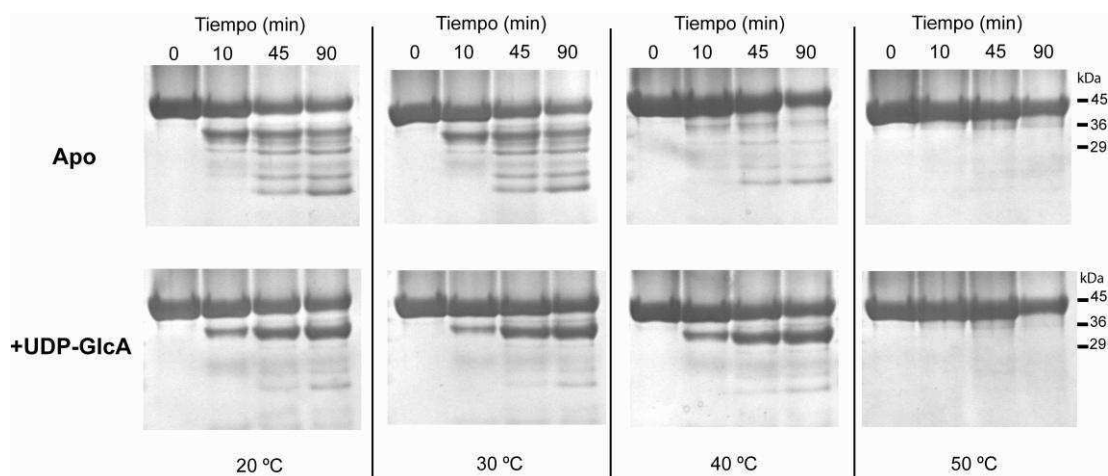 Tiempo (min) Tiempo (min) Tiempo (min) Tiempo (min)
0 10 45 90 0 10 45 90 0 10 45 90 0 10 45 90
kDa
45
36
29
Apo
kDa
45
36
29
+UDP-GlcA
20 ºC 30 ºC 40 ºC 50 ºC